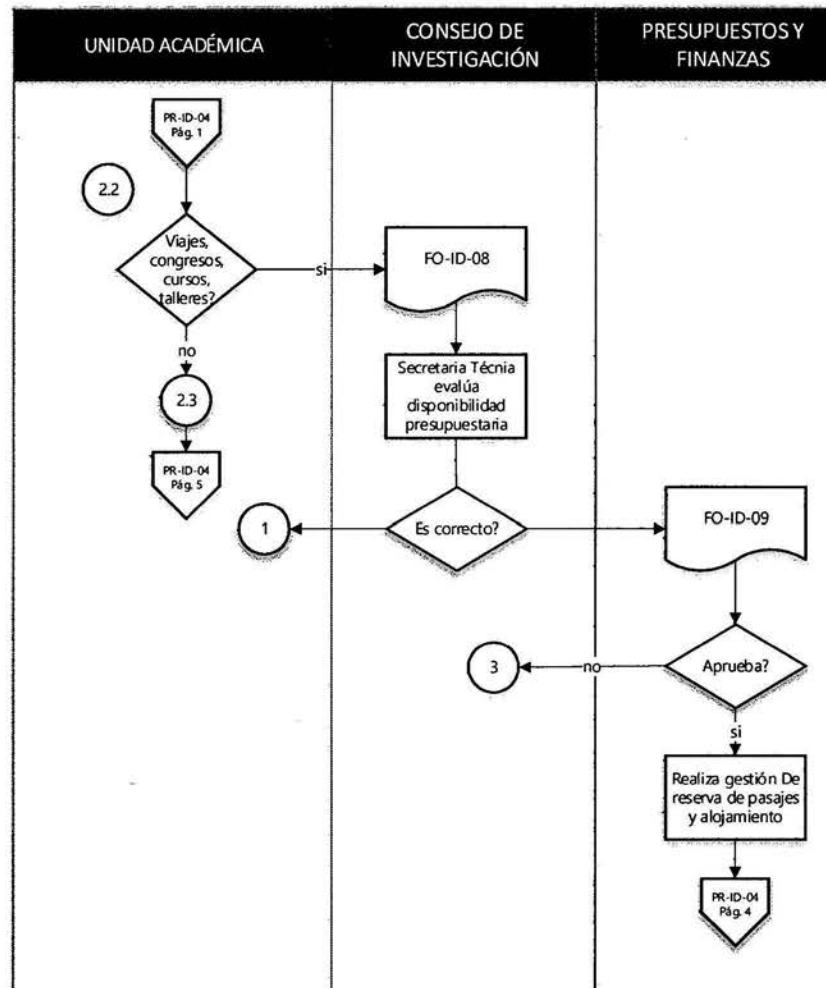 UNIDAD ACADÉMICA
CONSEJO DE
INVESTIGACIÓN
PRESUPUESTOS Y
FINANZAS
PR-ID-04
Pág. 1
2.2
Viajes,
congresos,
cursos,
talleres?
si
FO-ID-08
no
Secretaria Técnia
evalúa
disponibilidad
presupuestaria
2.3
PR-ID-04
Pág. 5
1
Es correcto?
FO-ID-09
3
no
Aprueba?
si
Realiza gestión De
reserva de pasajes
y alojamiento
PR-ID-04
Pág. 4